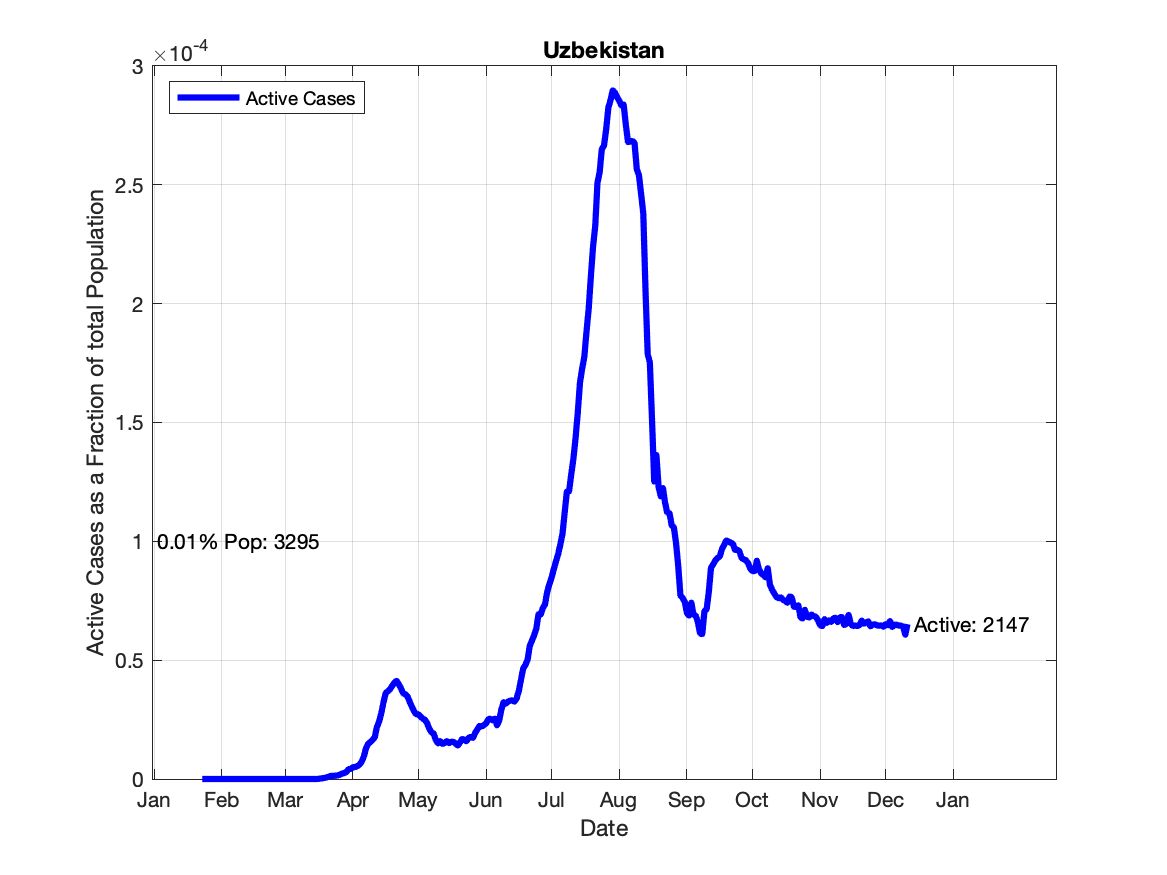 Uzbekistan
×10⁻⁴
Active Cases
3
2.5
2
1.5
1
0.5
0
Active Cases as a Fraction of total Population
0.01% Pop: 3295
Active: 2147
Jan Feb Mar Apr May Jun Jul Aug Sep Oct Nov Dec Jan
Date